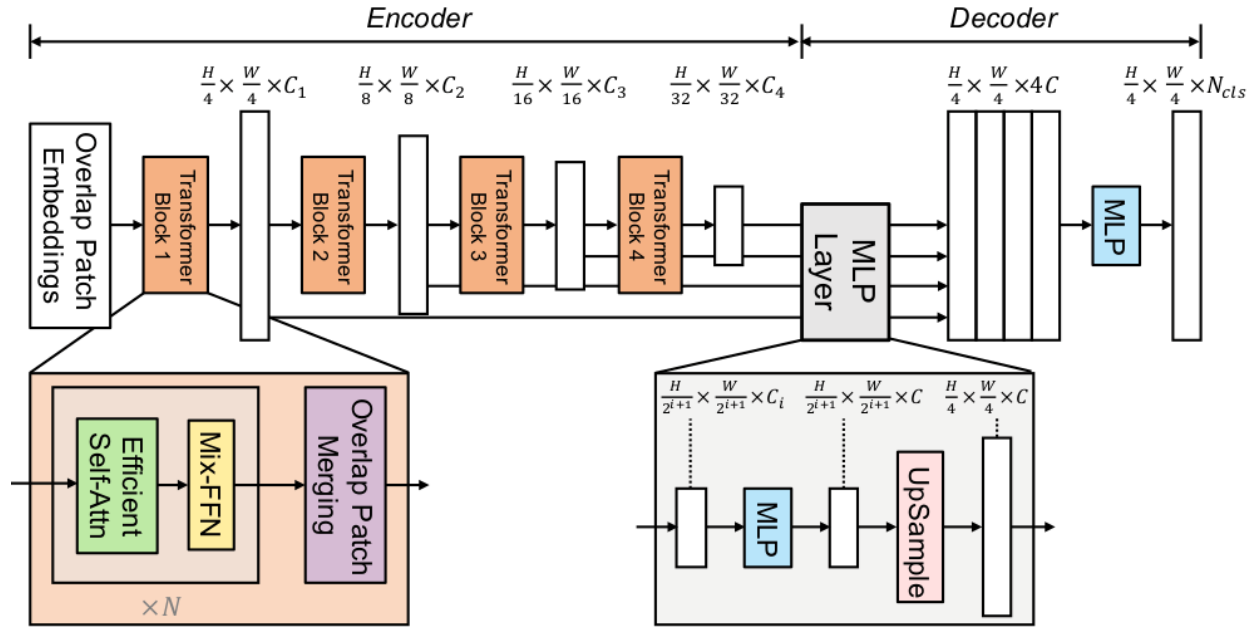 Encoder
Decoder
H/4 × W/4 × C₁
H/8 × W/8 × C₂
H/16 × W/16 × C₃
H/32 × W/32 × C₄
H/4 × W/4 × 4C
H/4 × W/4 × N_cls
Overlap Patch
Embeddings
Transformer
Block 1
Transformer
Block 2
Transformer
Block 3
Transformer
Block 4
MLP
Layer
MLP
Efficient
Self-Attn
Mix-FFN
Overlap Patch
Merging
×N
H/2^{i+1} × W/2^{i+1} × C_i
H/2^{i+1} × W/2^{i+1} × C
H/4 × W/4 × C
MLP
UpSample